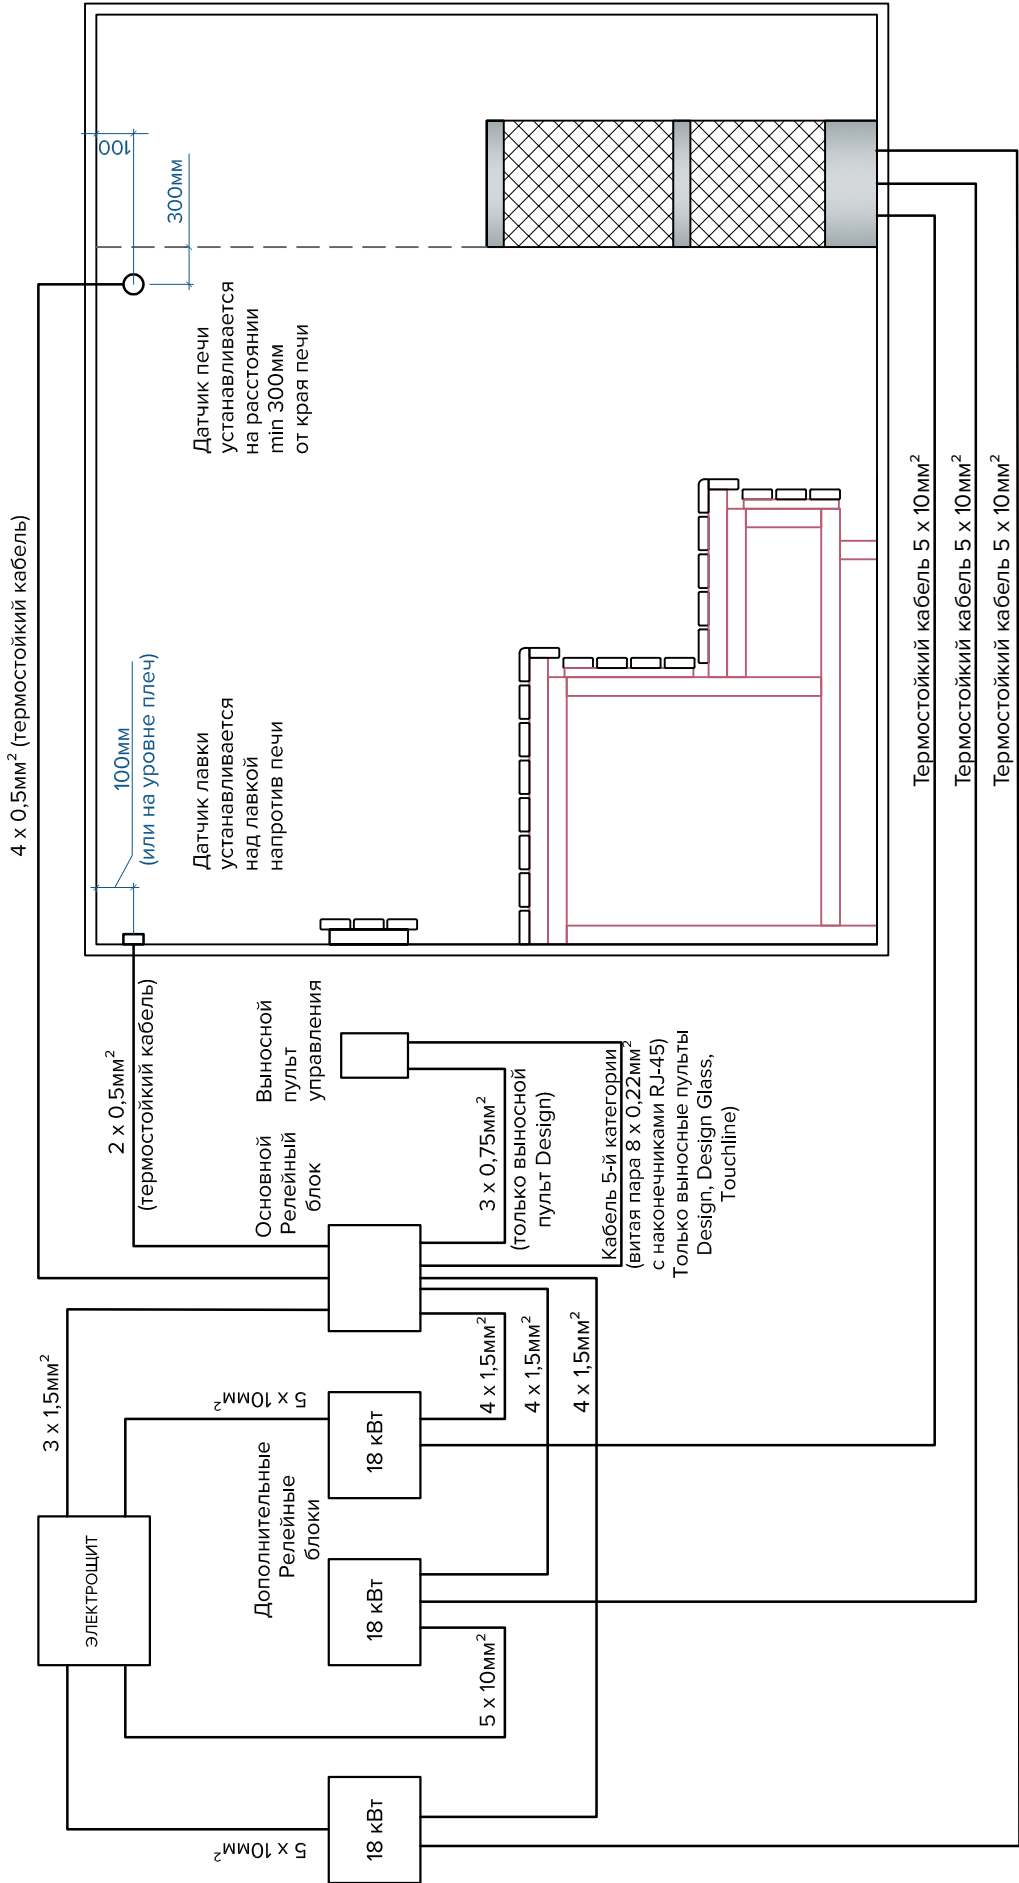 4 x 0,5мм² (термостойкий кабель)
100
300мм
Датчик печи
устанавливается
на расстоянии
min 300мм
от края печи
100мм
(или на уровне плеч)
Датчик лавки
устанавливается
над лавкой
напротив печи
2 x 0,5мм²
(термостойкий кабель)
Выносной
пульт
управления
Основной
Релейный
блок
3 x 0,75мм²
(только выносной
пульт Design)
Кабель 5-й категории
(витая пара 8 x 0,22мм²
с наконечниками RJ-45)
Только выносные пульты
Design, Design Glass,
Touchline)
3 x 1,5мм²
ЭЛЕКТРОЩИТ
5 x 10мм²
Дополнительные
Релейные
блоки
18 кВт
18 кВт
18 кВт
4 x 1,5мм²
4 x 1,5мм²
4 x 1,5мм²
5 x 10мм²
5 x 10мм²
Термостойкий кабель 5 x 10мм²
Термостойкий кабель 5 x 10мм²
Термостойкий кабель 5 x 10мм²